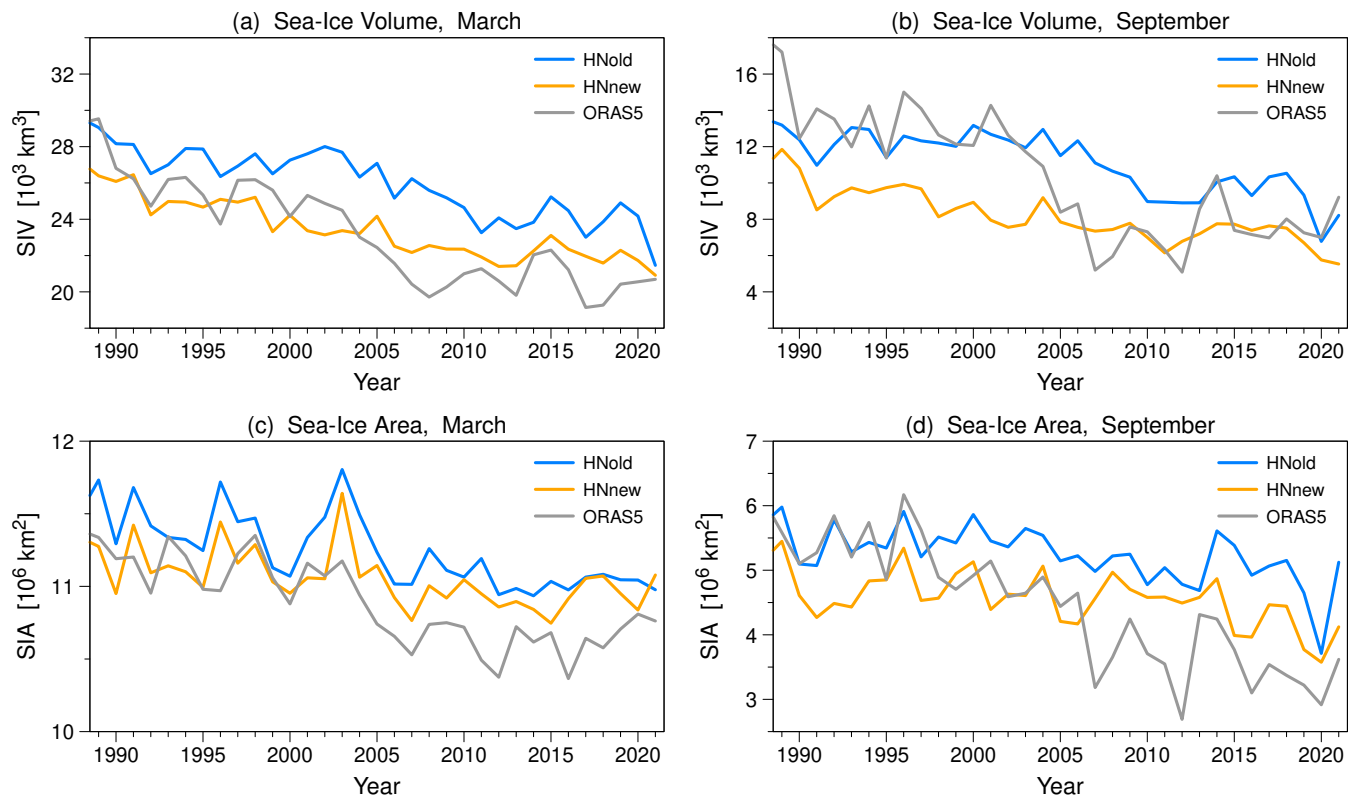 (a) Sea-Ice Volume, March
SIV [10³ km³]
32
28
24
20
HNold
HNnew
ORAS5
1990 1995 2000 2005 2010 2015 2020
Year
(b) Sea-Ice Volume, September
SIV [10³ km³]
16
12
8
4
HNold
HNnew
ORAS5
1990 1995 2000 2005 2010 2015 2020
Year
(c) Sea-Ice Area, March
SIA [10⁶ km²]
12
11
10
HNold
HNnew
ORAS5
1990 1995 2000 2005 2010 2015 2020
Year
(d) Sea-Ice Area, September
SIA [10⁶ km²]
7
6
5
4
3
HNold
HNnew
ORAS5
1990 1995 2000 2005 2010 2015 2020
Year